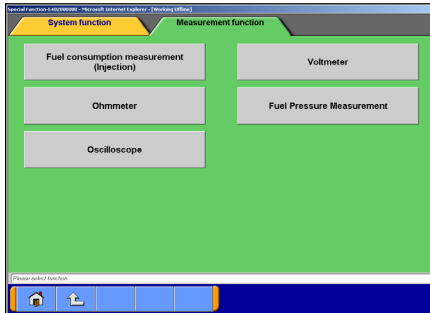 Special Function-E402000000 - Microsoft Internet Explorer - [Working Offline]
System function
Measurement function
Fuel consumption measurement
(Injection)
Voltmeter
Ohmmeter
Fuel Pressure Measurement
Oscilloscope
Please select function